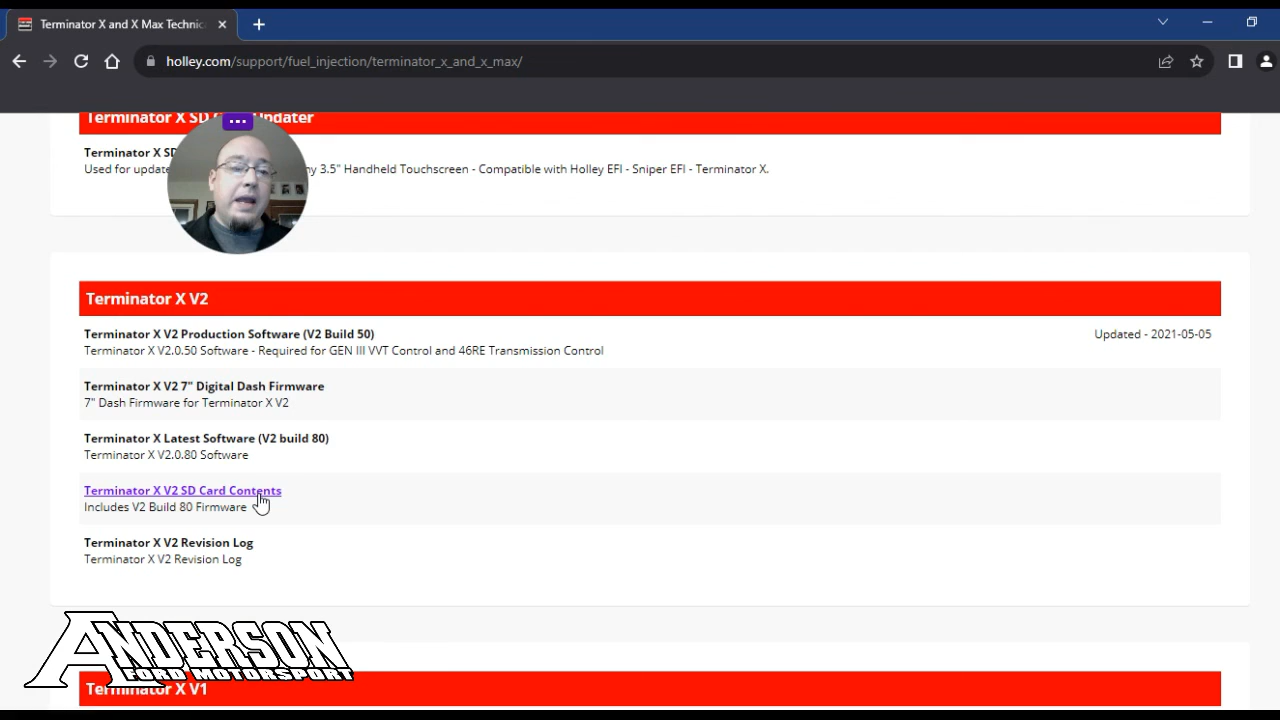 Terminator X and X Max Technic
holley.com/support/fuel_injection/terminator_x_and_x_max/
Terminator X SD Updater
Terminator X SD
Used for update ny 3.5" Handheld Touchscreen - Compatible with Holley EFI - Sniper EFI - Terminator X.
Terminator X V2
Terminator X V2 Production Software (V2 Build 50)
Updated - 2021-05-05
Terminator X V2.0.50 Software - Required for GEN III VVT Control and 46RE Transmission Control
Terminator X V2 7" Digital Dash Firmware
7" Dash Firmware for Terminator X V2
Terminator X Latest Software (V2 build 80)
Terminator X V2.0.80 Software
Terminator X V2 SD Card Contents
Includes V2 Build 80 Firmware
Terminator X V2 Revision Log
Terminator X V2 Revision Log
ANDERSON
FORD MOTORSPORT
Terminator X V1